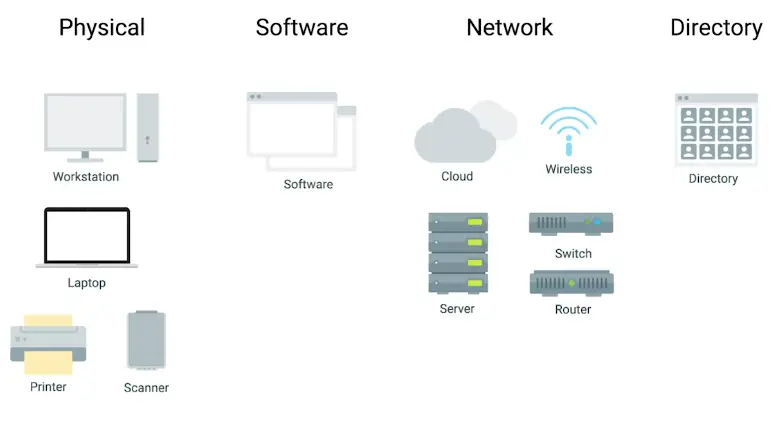 Physical
Software
Network
Directory
Workstation
Software
Cloud
Wireless
Directory
Laptop
Server
Switch
Router
Printer
Scanner